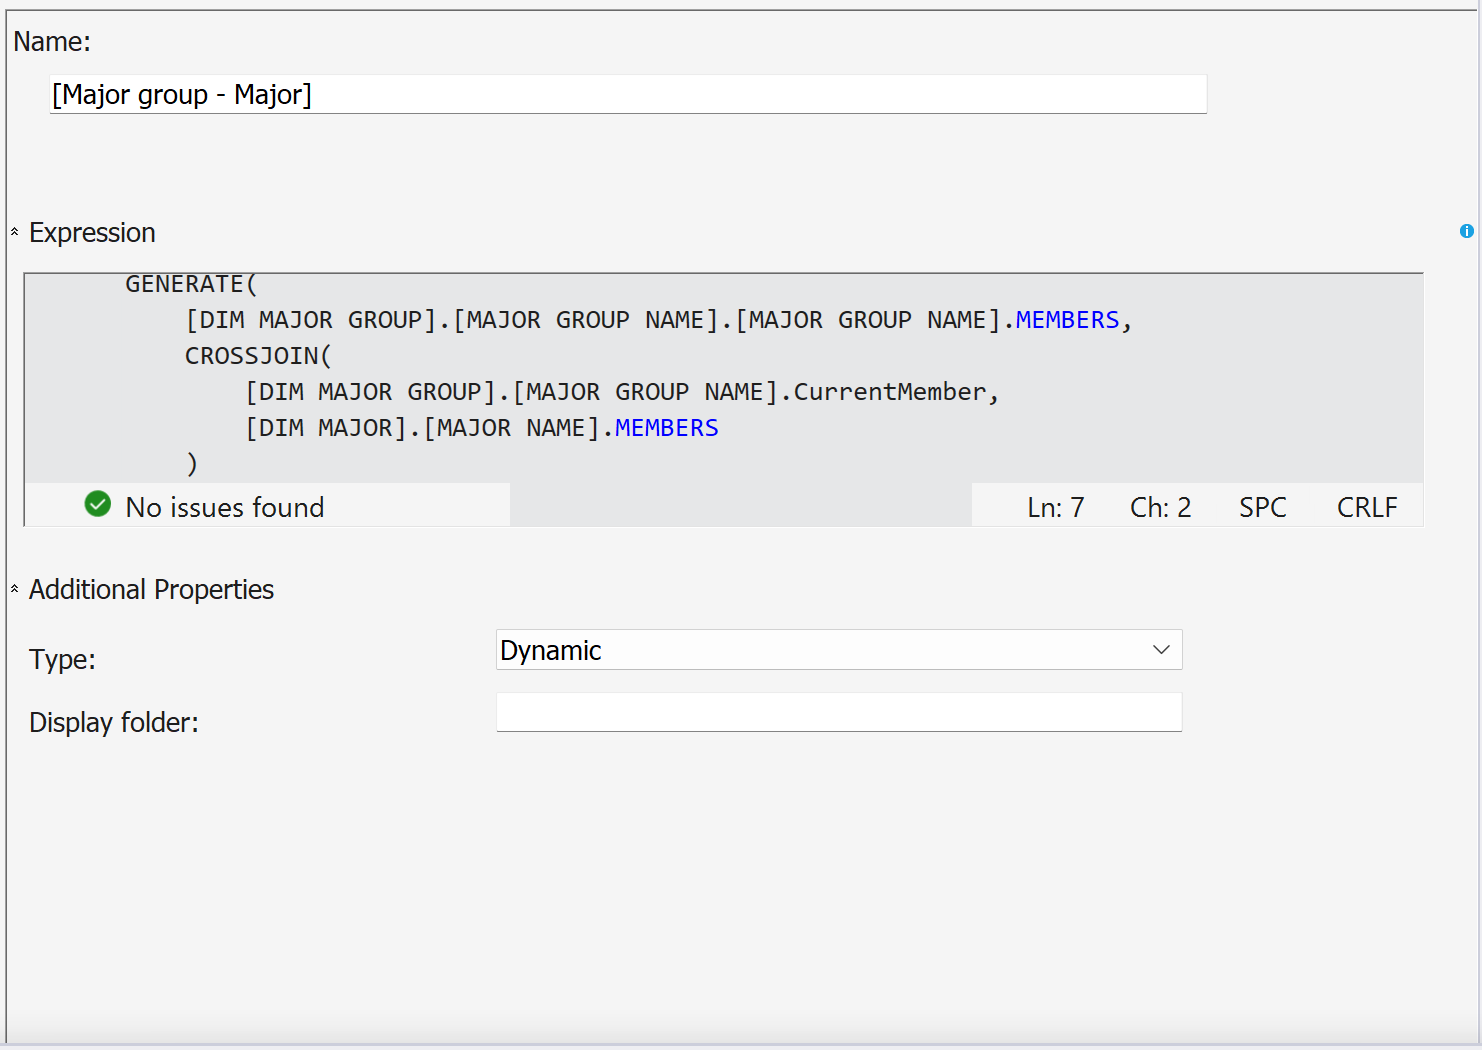 Name:
[Major group - Major]
Expression
GENERATE(
[DIM MAJOR GROUP].[MAJOR GROUP NAME].[MAJOR GROUP NAME].MEMBERS,
CROSSJOIN(
[DIM MAJOR GROUP].[MAJOR GROUP NAME].CurrentMember,
[DIM MAJOR].[MAJOR NAME].MEMBERS
)
No issues found Ln: 7 Ch: 2 SPC CRLF
Additional Properties
Type: Dynamic
Display folder: